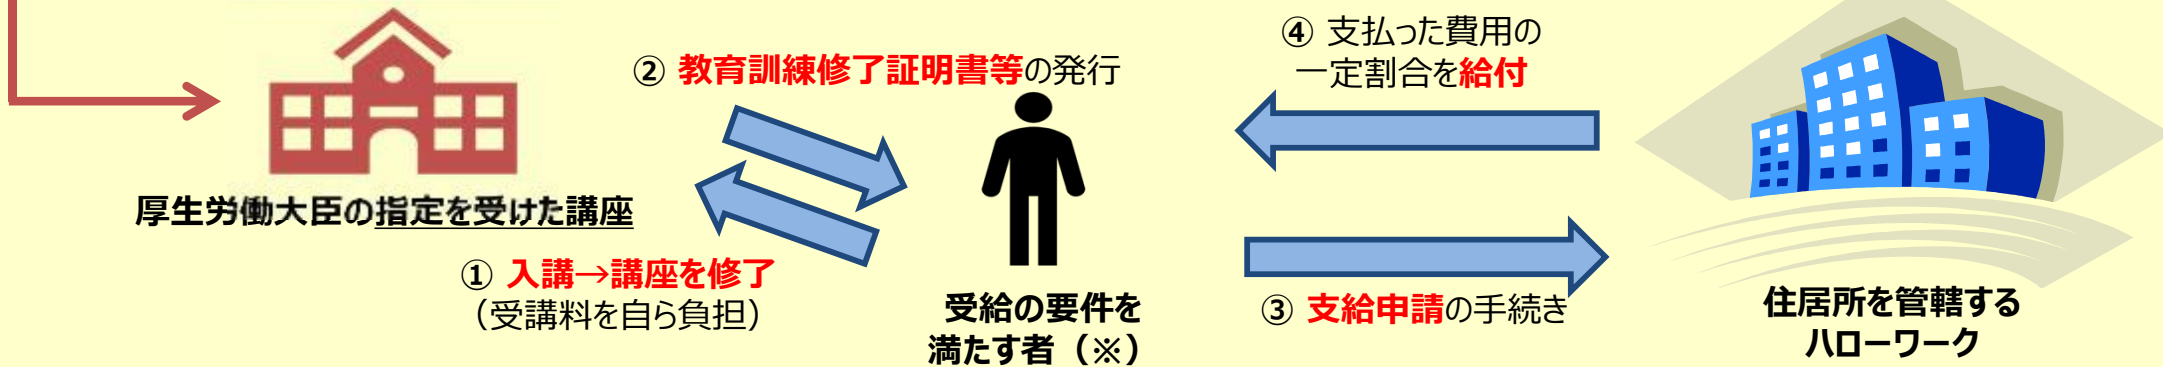 厚生労働大臣の指定を受けた講座
① 入講→講座を修了
（受講料を自ら負担）
② 教育訓練修了証明書等の発行
受給の要件を
満たす者（※）
③ 支給申請の手続き
④ 支払った費用の
一定割合を給付
住居所を管轄する
ハローワーク